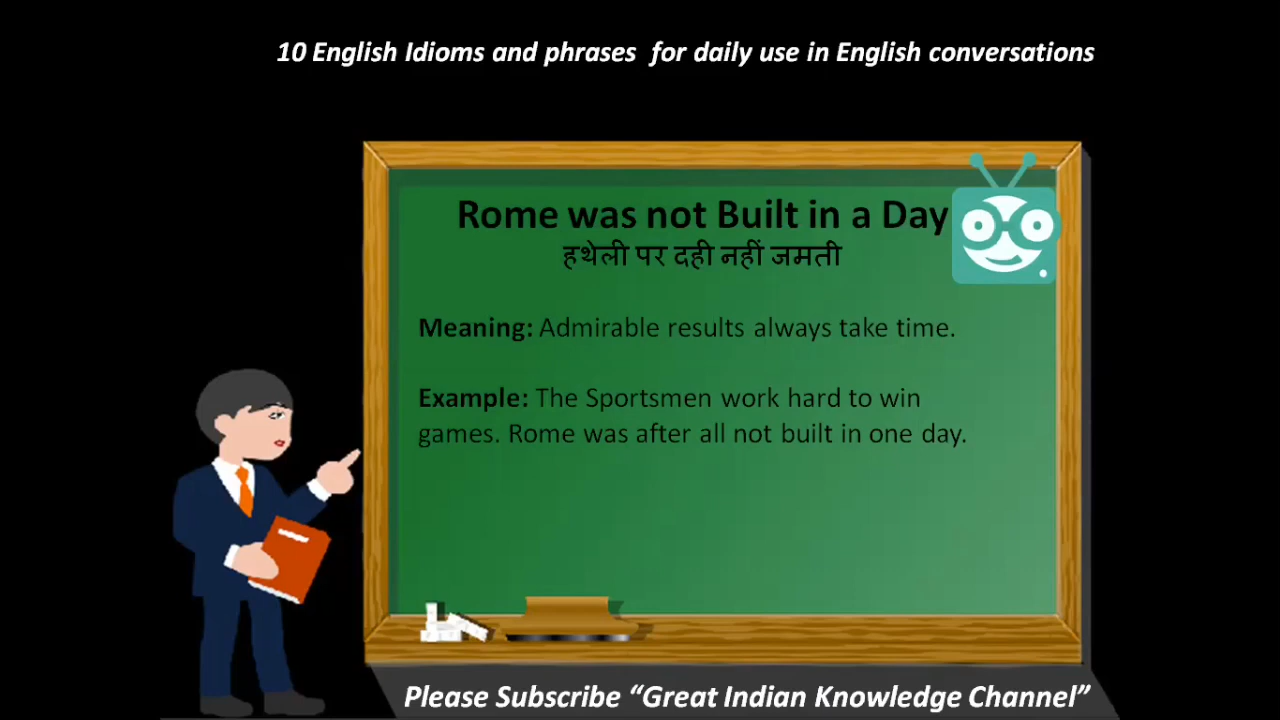 10 English Idioms and phrases for daily use in English conversations
Rome was not Built in a Day
हथेली पर दही नहीं जमती
Meaning: Admirable results always take time.
Example: The Sportsmen work hard to win
games. Rome was after all not built in one day.
Please Subscribe “Great Indian Knowledge Channel”